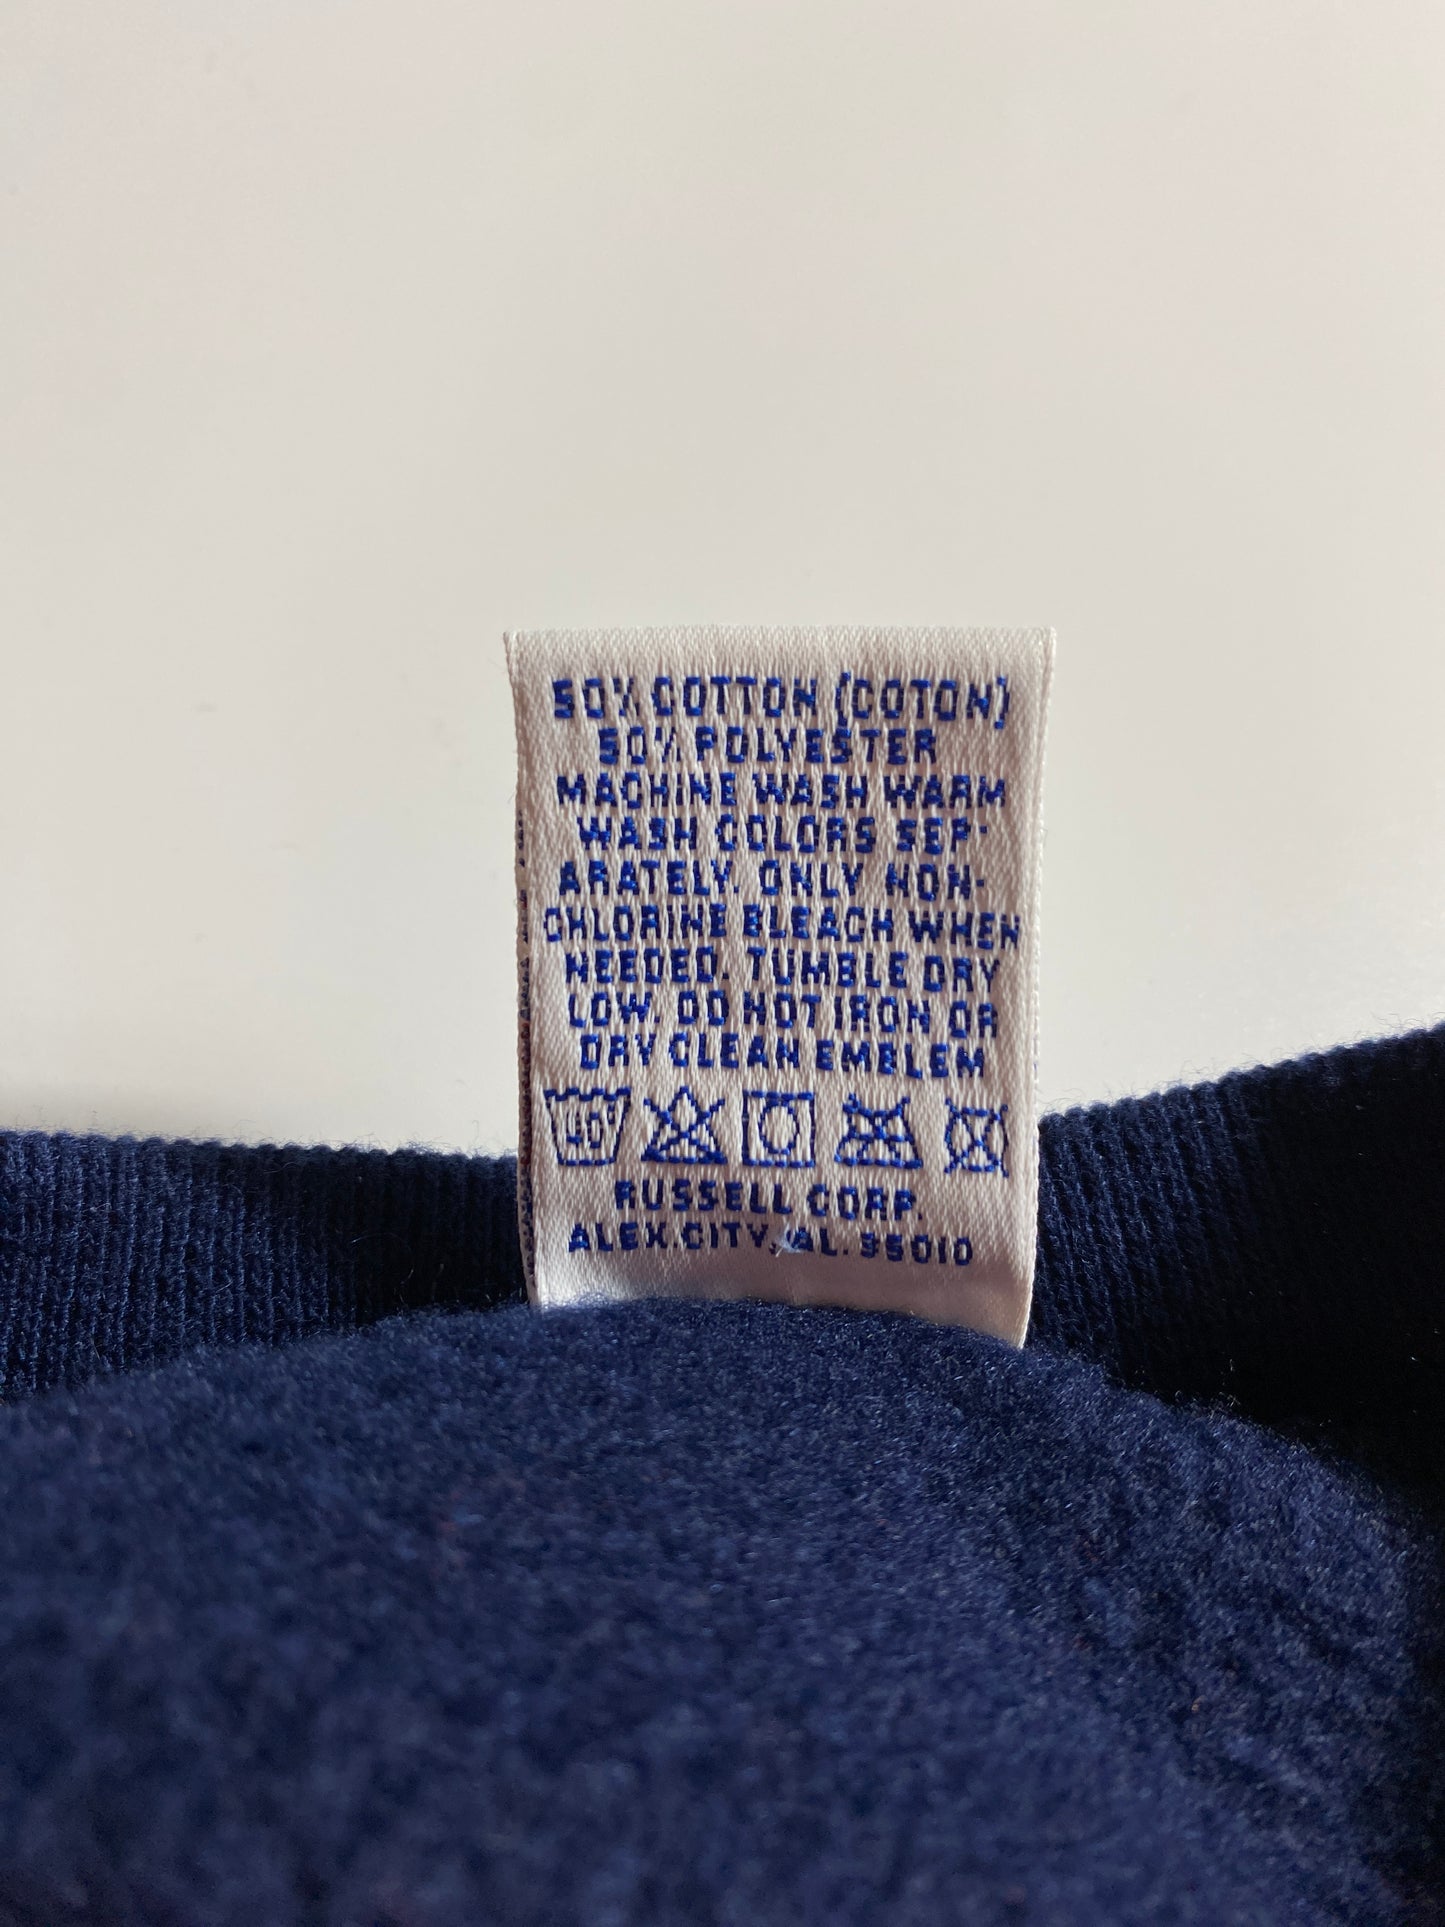 50% COTTON (COTON)
50% POLYESTER
MACHINE WASH WARM
WASH COLORS SEP-
ARATELY. ONLY NON-
CHLORINE BLEACH WHEN
NEEDED. TUMBLE DRY
LOW. DO NOT IRON OR
DRY CLEAN EMBLEM
40°
RUSSELL CORP.
ALEX.CITY, AL. 35010